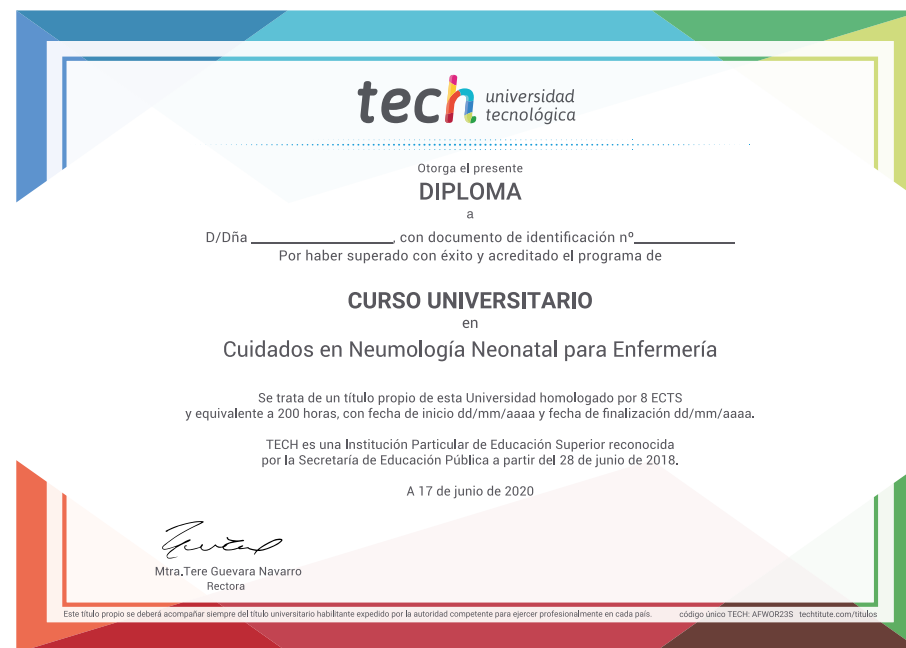 tech universidad
tecnológica
Otorga el presente
DIPLOMA
a
D/Dña ____________________, con documento de identificación nº______________
Por haber superado con éxito y acreditado el programa de
CURSO UNIVERSITARIO
en
Cuidados en Neumología Neonatal para Enfermería
Se trata de un título propio de esta Universidad homologado por 8 ECTS
y equivalente a 200 horas, con fecha de inicio dd/mm/aaaa y fecha de finalización dd/mm/aaaa.
TECH es una Institución Particular de Educación Superior reconocida
por la Secretaría de Educación Pública a partir del 28 de junio de 2018.
A 17 de junio de 2020
Mtra.Tere Guevara Navarro
Rectora
Este título propio se deberá acompañar siempre del título universitario habilitante expedido por la autoridad competente para ejercer profesionalmente en cada país. código único TECH: AFWOR23S techtitute.com/títulos